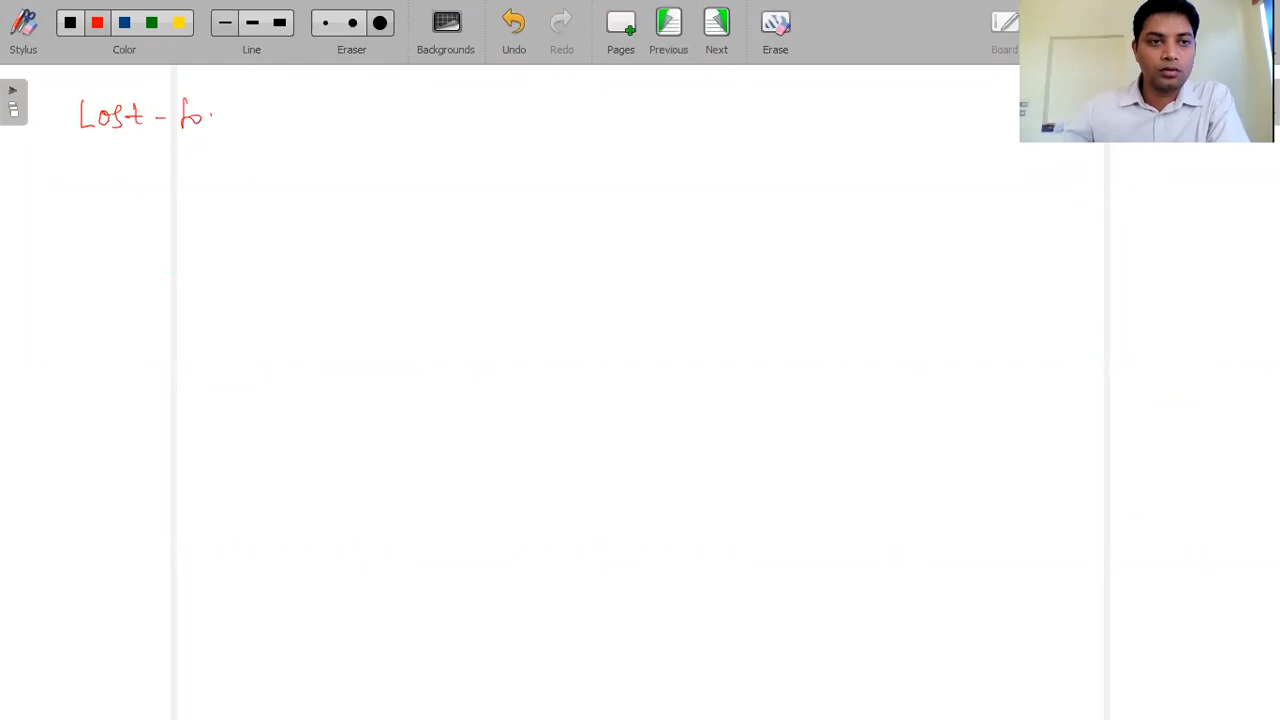 Stylus
Color
Line
Eraser
Backgrounds
Undo
Redo
Pages
Previous
Next
Erase
Board
Lost - fo